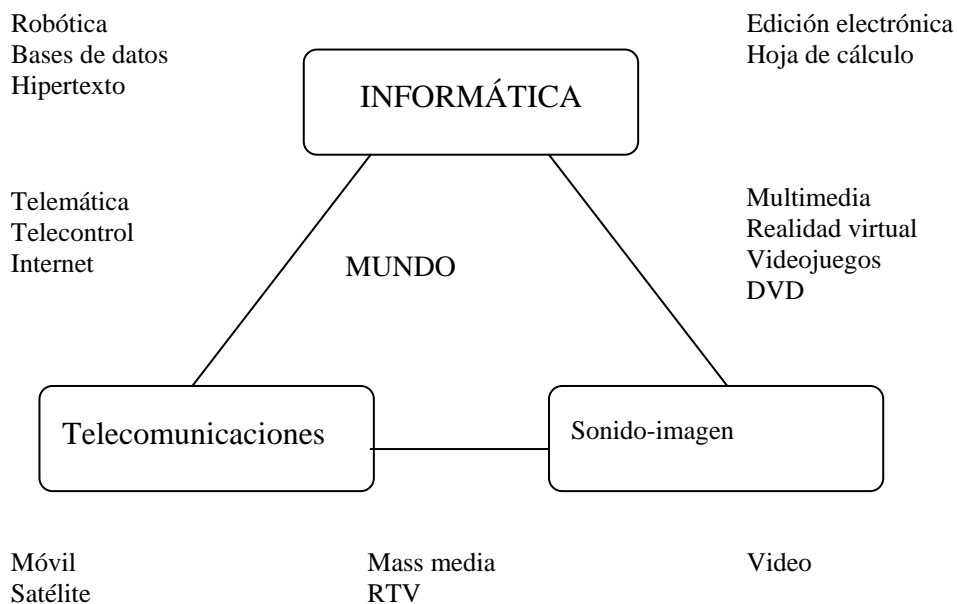 Robótica
Bases de datos
Hipertexto
Edición electrónica
Hoja de cálculo
INFORMÁTICA
Telemática
Telecontrol
Internet
MUNDO
Multimedia
Realidad virtual
Videojuegos
DVD
Telecomunicaciones
Sonido-imagen
Móvil
Satélite
Mass media
RTV
Video